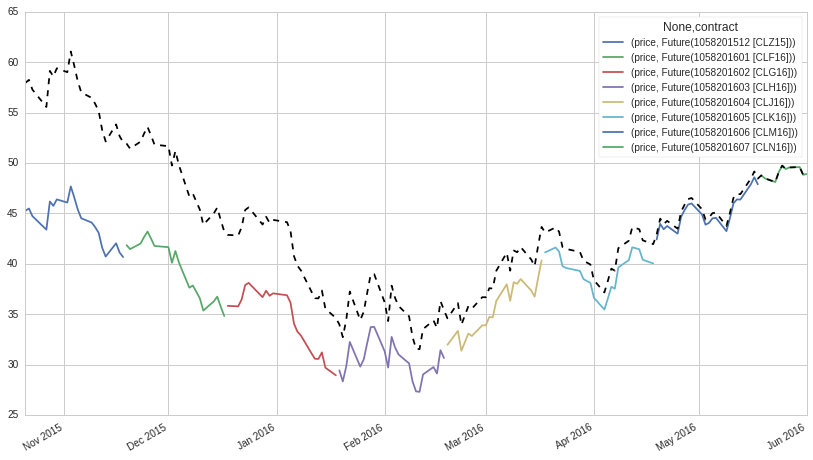 65
60
55
50
45
40
35
30
25
None,contract
(price, Future(1058201512 [CLZ15]))
(price, Future(1058201601 [CLF16]))
(price, Future(1058201602 [CLG16]))
(price, Future(1058201603 [CLH16]))
(price, Future(1058201604 [CLJ16]))
(price, Future(1058201605 [CLK16]))
(price, Future(1058201606 [CLM16]))
(price, Future(1058201607 [CLN16]))
Nov 2015
Dec 2015
Jan 2016
Feb 2016
Mar 2016
Apr 2016
May 2016
Jun 2016